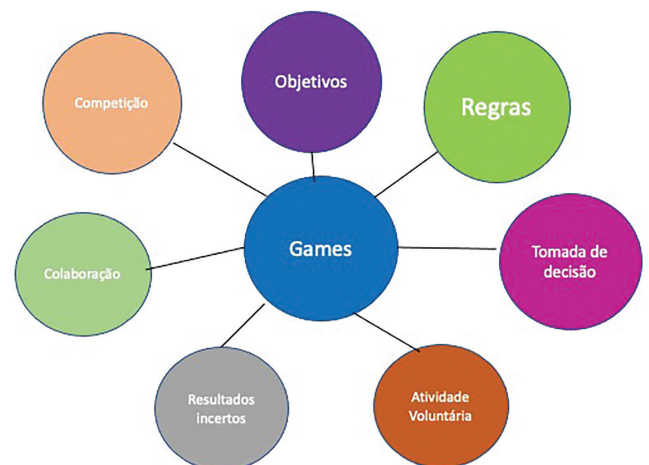 Competição
Objetivos
Regras
Games
Colaboração
Tomada de
decisão
Resultados
incertos
Atividade
Voluntária